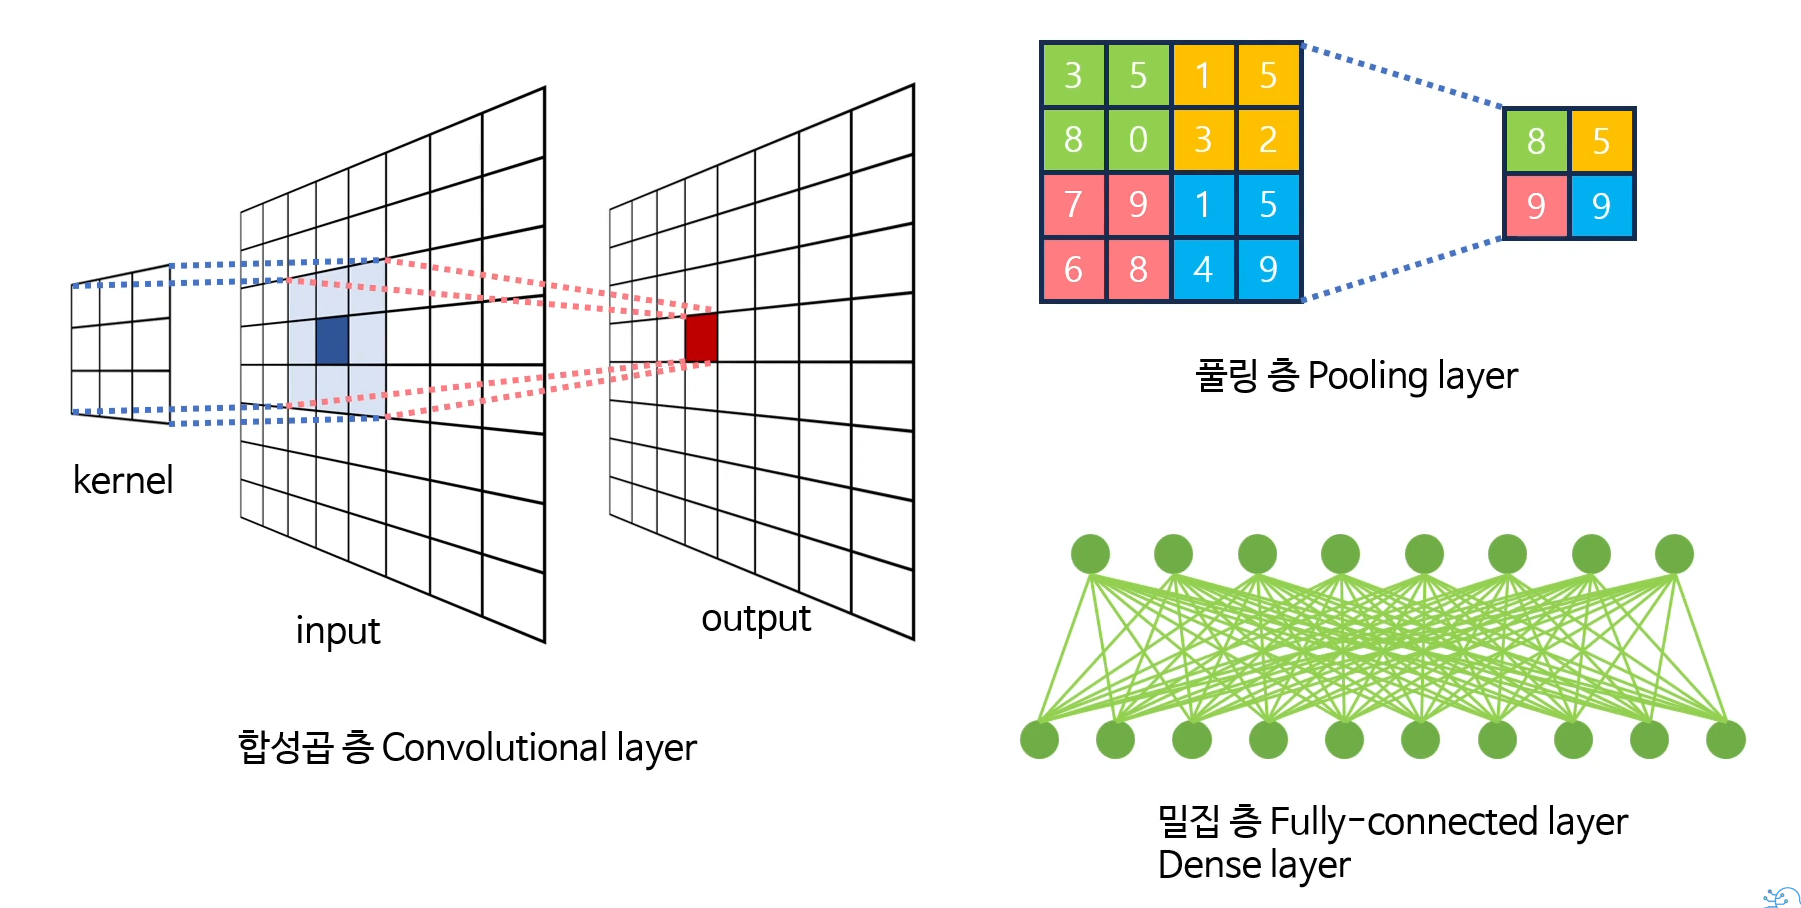 kernel
input
output
합성곱 층 Convolutional layer
3 5 1 5
8 0 3 2
7 9 1 5
6 8 4 9
8 5
9 9
풀링 층 Pooling layer
밀집 층 Fully-connected layer
Dense layer